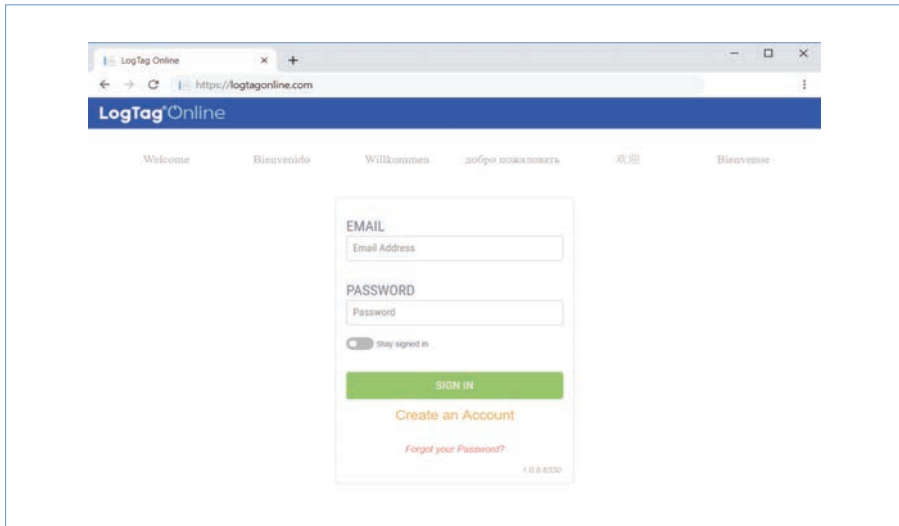 LogTag Online
https://logtagonline.com
LogTag® Online
Welcome Bienvenido Willkommen добро пожаловать 欢迎 Bienvenue
EMAIL
Email Address
PASSWORD
Password
Stay signed in
SIGN IN
Create an Account
Forgot your Password?